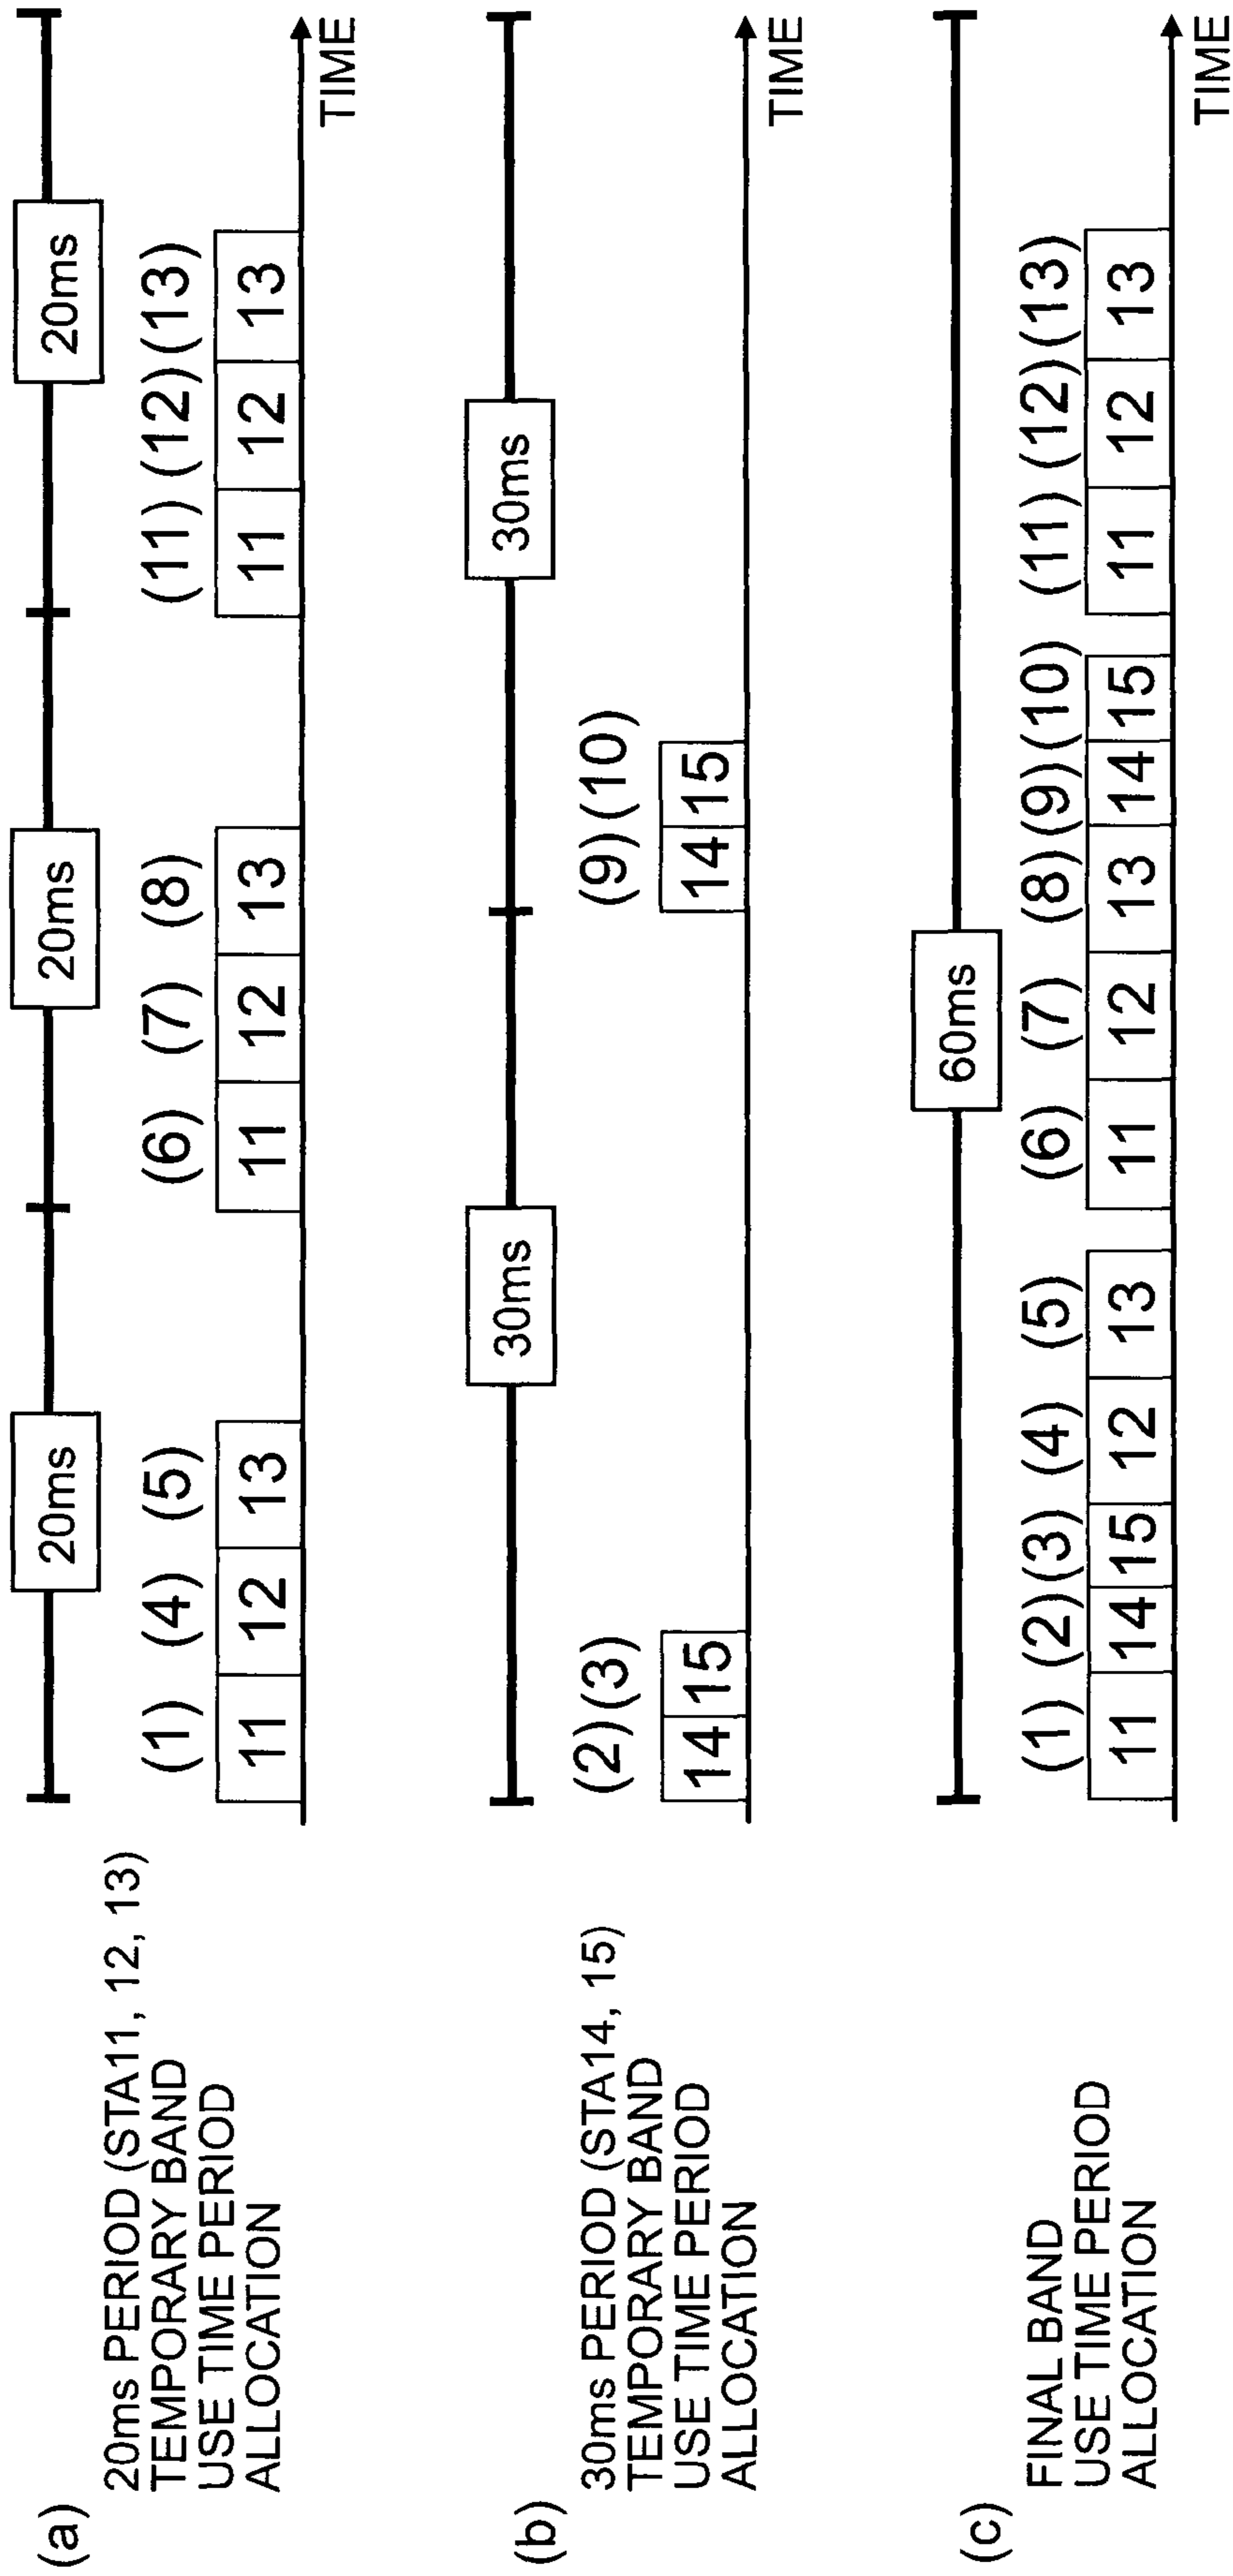 (a)
20ms PERIOD (STA11, 12, 13)
TEMPORARY BAND
USE TIME PERIOD
ALLOCATION
20ms 20ms 20ms
(1) (4) (5) (6) (7) (8) (11) (12) (13)
11 12 13 11 12 13 11 12 13
TIME
(b)
30ms PERIOD (STA14, 15)
TEMPORARY BAND
USE TIME PERIOD
ALLOCATION
30ms 30ms
(2) (3) (9) (10)
14 15 14 15
TIME
(c)
FINAL BAND
USE TIME PERIOD
ALLOCATION
60ms
(1) (2) (3) (4) (5) (6) (7) (8) (9) (10) (11) (12) (13)
11 14 15 12 13 11 12 13 14 15 11 12 13
TIME